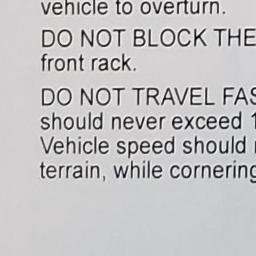 vehicle to overturn.
DO NOT BLOCK THE
front rack.
DO NOT TRAVEL FAS
should never exceed 1
Vehicle speed should
terrain, while cornering